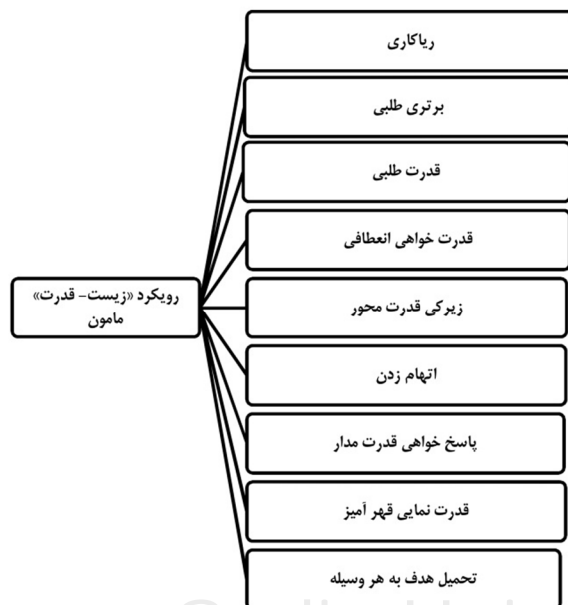 ریاکاری
برتری طلبی
قدرت طلبی
قدرت خواهی انعطافی
رویکرد «زیست- قدرت»
مامون
زیرکی قدرت محور
اتهام زدن
پاسخ خواهی قدرت مدار
قدرت نمایی قهر آمیز
تحمیل هدف به هر وسیله